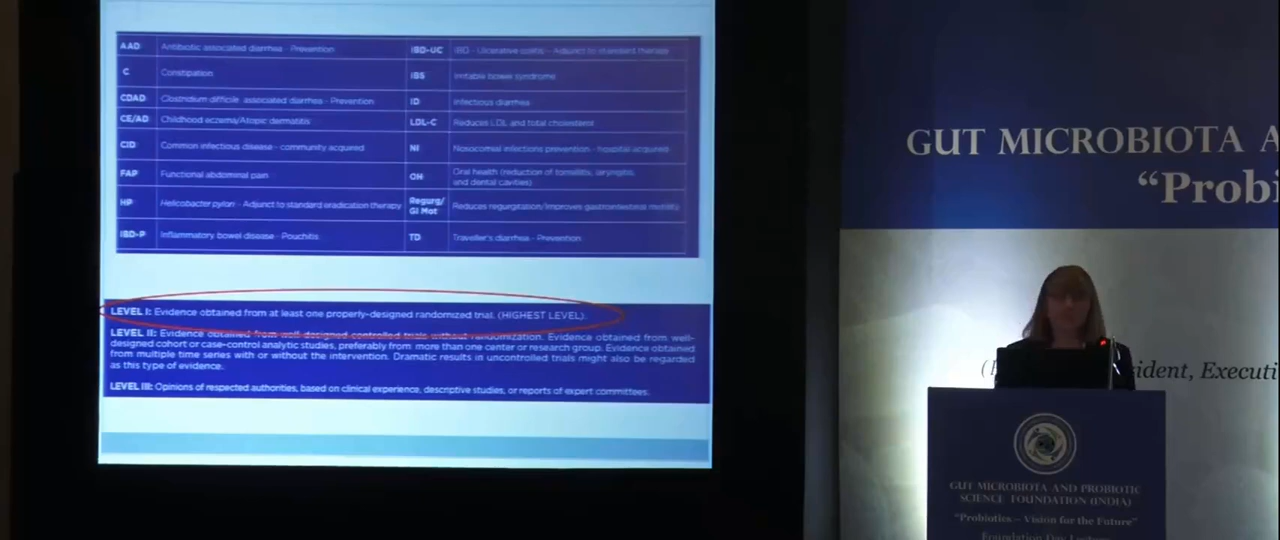 AAD Antibiotic associated diarrhea - Prevention IBD-UC IBD - Ulcerative colitis - Adjunct to standard therapy
C Constipation IBS Irritable bowel syndrome
CDAD Clostridium difficile associated diarrhea - Prevention ID Infectious diarrhea
CE/AD Childhood eczema/Atopic dermatitis LDL-C Reduces LDL and total cholesterol
CID Common infectious disease - community acquired NI Nosocomial infections prevention - hospital acquired
FAP Functional abdominal pain OH Oral health (reduction of tonsillitis, laryngitis,
and dental cavities)
HP Helicobacter pylori - Adjunct to standard eradication therapy Regurg/
GI Mot Reduces regurgitation/Improves gastrointestinal motility
IBD-P Inflammatory bowel disease - Pouchitis TD Traveller's diarrhea - Prevention
LEVEL I: Evidence obtained from at least one properly-designed randomized trial. (HIGHEST LEVEL).
LEVEL II: Evidence obtained from well-designed controlled trials without randomization. Evidence obtained from well-
designed cohort or case-control analytic studies, preferably from more than one center or research group. Evidence obtained
from multiple time series with or without the intervention. Dramatic results in uncontrolled trials might also be regarded
as this type of evidence.
LEVEL III: Opinions of respected authorities, based on clinical experience, descriptive studies, or reports of expert committees.
GUT MICROBIOTA A
"Probi
sident, Executi
GUT MICROBIOTA AND PROBIOTIC
SCIENCE FOUNDATION (INDIA)
"Probiotics - Vision for the Future"
Foundation Day Lecture